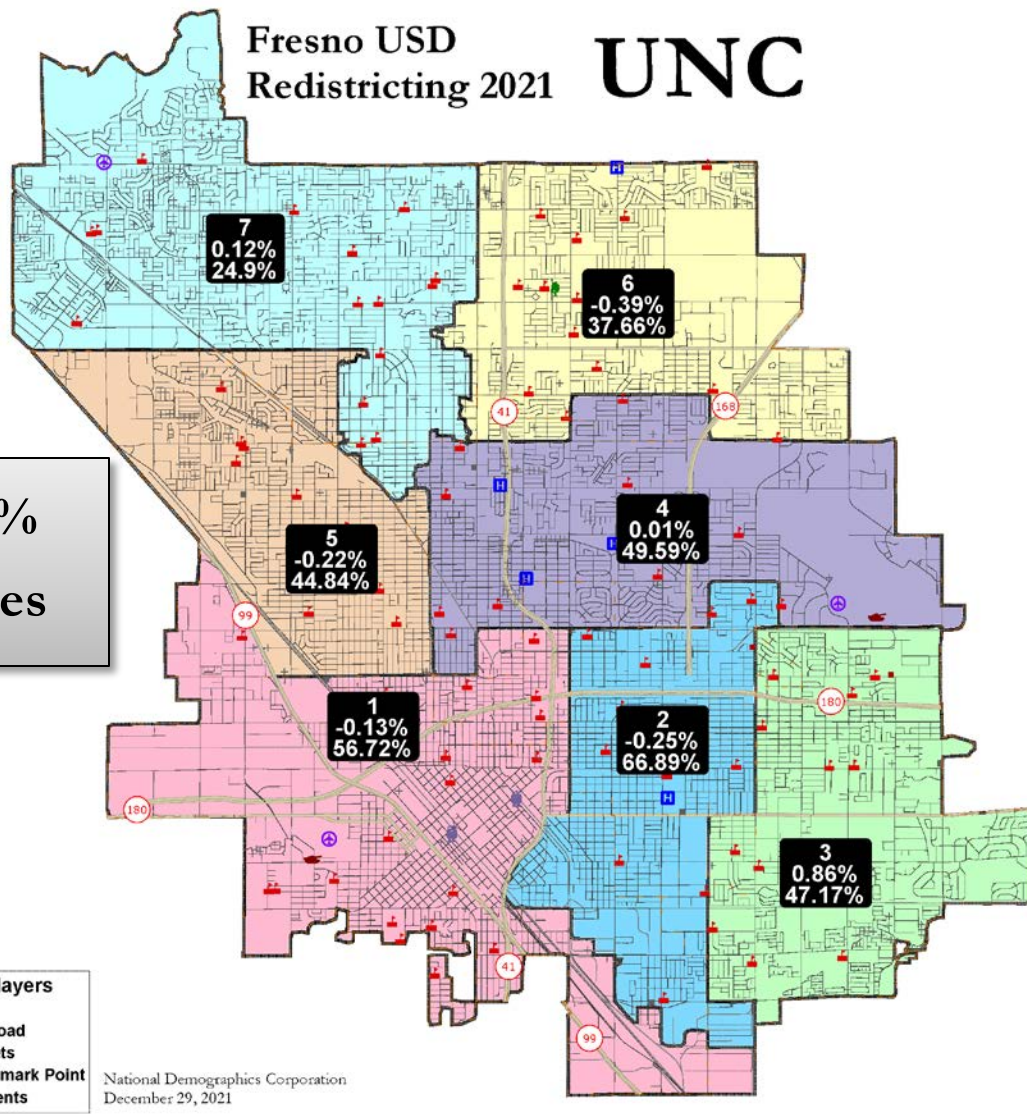 Fresno USD
Redistricting 2021
UNC
7
0.12%
24.9%
6
-0.39%
37.66%
41
168
%
es
4
0.01%
49.59%
5
-0.22%
44.84%
99
1
-0.13%
56.72%
2
-0.25%
66.89%
180
180
3
0.86%
47.17%
41
99
ayers
oad
ts
mark Point
ents
National Demographics Corporation
December 29, 2021
H
H
H
H
H